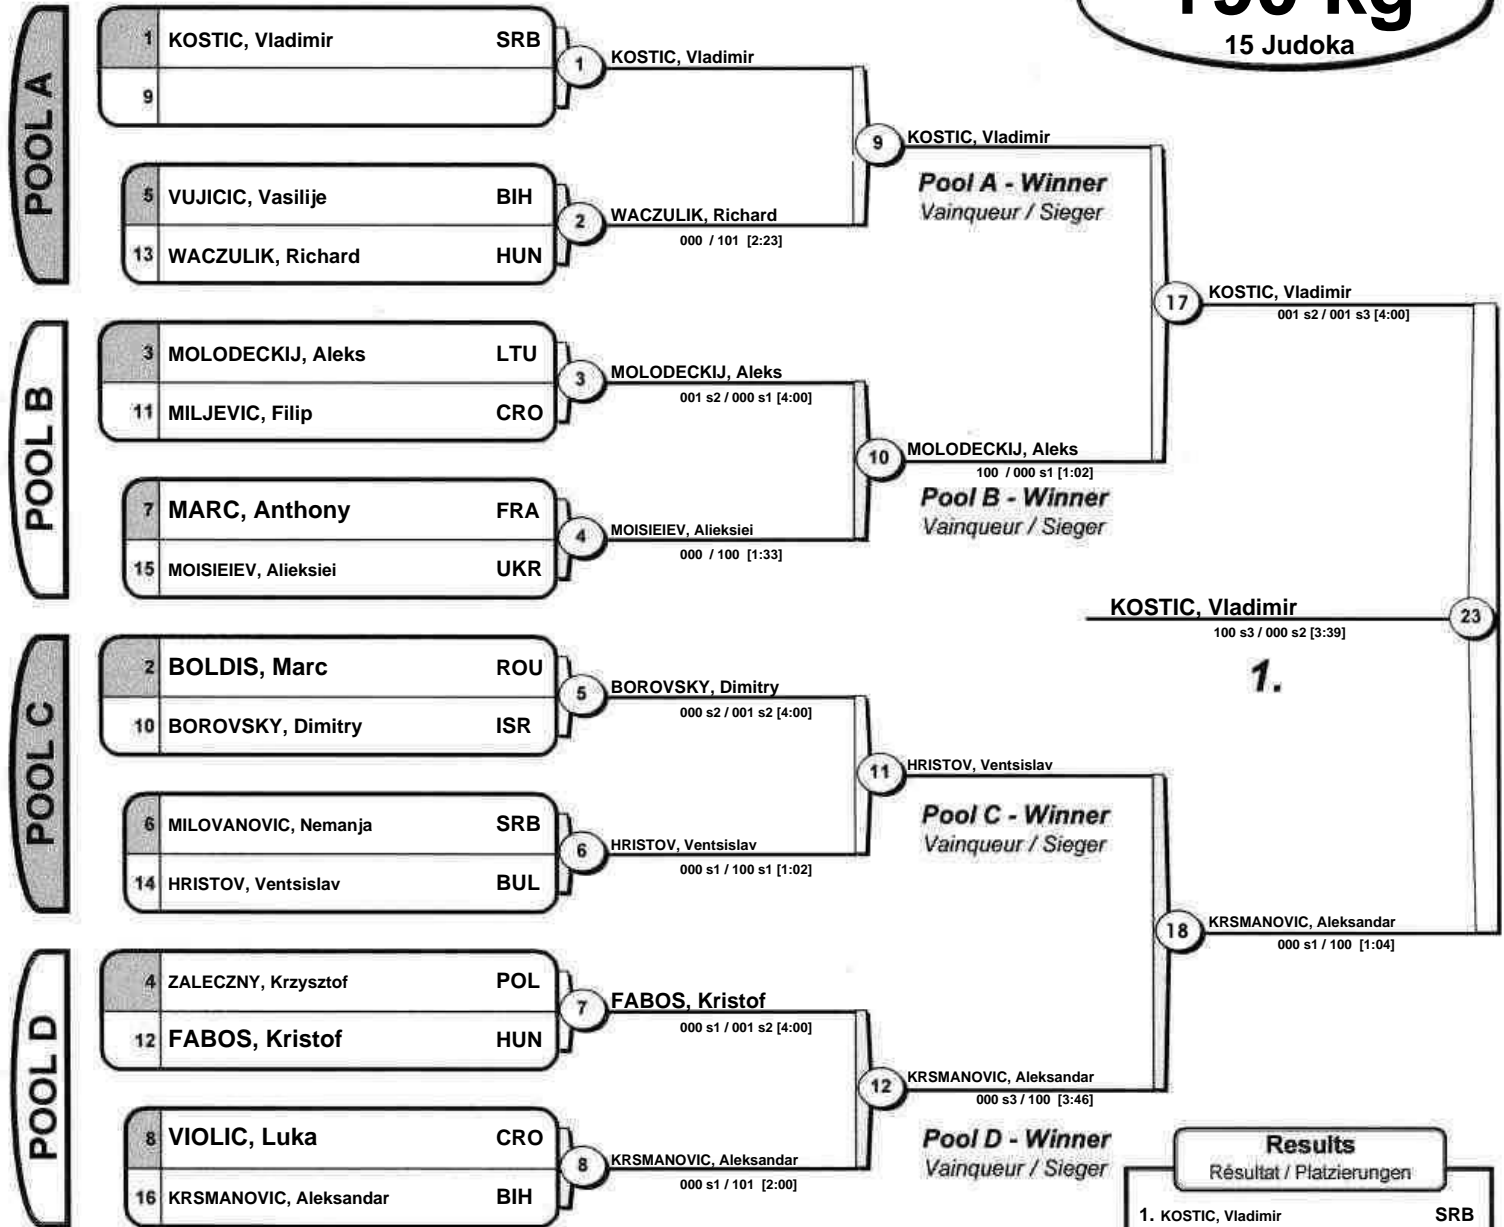 +90 kg
15 Judoka
POOL A
1 KOSTIC, Vladimir SRB
9
1
KOSTIC, Vladimir
5 VUJICIC, Vasilije BIH
13 WACZULIK, Richard HUN
2
WACZULIK, Richard
000 / 101 [2:23]
9
KOSTIC, Vladimir
Pool A - Winner
Vainqueur / Sieger
POOL B
3 MOLODECKIJ, Aleks LTU
11 MILJEVIC, Filip CRO
3
MOLODECKIJ, Aleks
001 s2 / 000 s1 [4:00]
7 MARC, Anthony FRA
15 MOISIEIEV, Alieksiei UKR
4
MOISIEIEV, Alieksiei
000 / 100 [1:33]
10
MOLODECKIJ, Aleks
100 / 000 s1 [1:02]
Pool B - Winner
Vainqueur / Sieger
17
KOSTIC, Vladimir
001 s2 / 001 s3 [4:00]
KOSTIC, Vladimir
100 s3 / 000 s2 [3:39]
23
1.
POOL C
2 BOLDIS, Marc ROU
10 BOROVSKY, Dimitry ISR
5
BOROVSKY, Dimitry
000 s2 / 001 s2 [4:00]
6 MILOVANOVIC, Nemanja SRB
14 HRISTOV, Ventsislav BUL
6
HRISTOV, Ventsislav
000 s1 / 100 s1 [1:02]
11
HRISTOV, Ventsislav
Pool C - Winner
Vainqueur / Sieger
18
KRSMANOVIC, Aleksandar
000 s1 / 100 [1:04]
POOL D
4 ZALECZNY, Krzysztof POL
12 FABOS, Kristof HUN
7
FABOS, Kristof
000 s1 / 001 s2 [4:00]
8 VIOLIC, Luka CRO
16 KRSMANOVIC, Aleksandar BIH
8
KRSMANOVIC, Aleksandar
000 s1 / 101 [2:00]
12
KRSMANOVIC, Aleksandar
000 s3 / 100 [3:46]
Pool D - Winner
Vainqueur / Sieger
Results
Résultat / Platzierungen
1. KOSTIC, Vladimir SRB